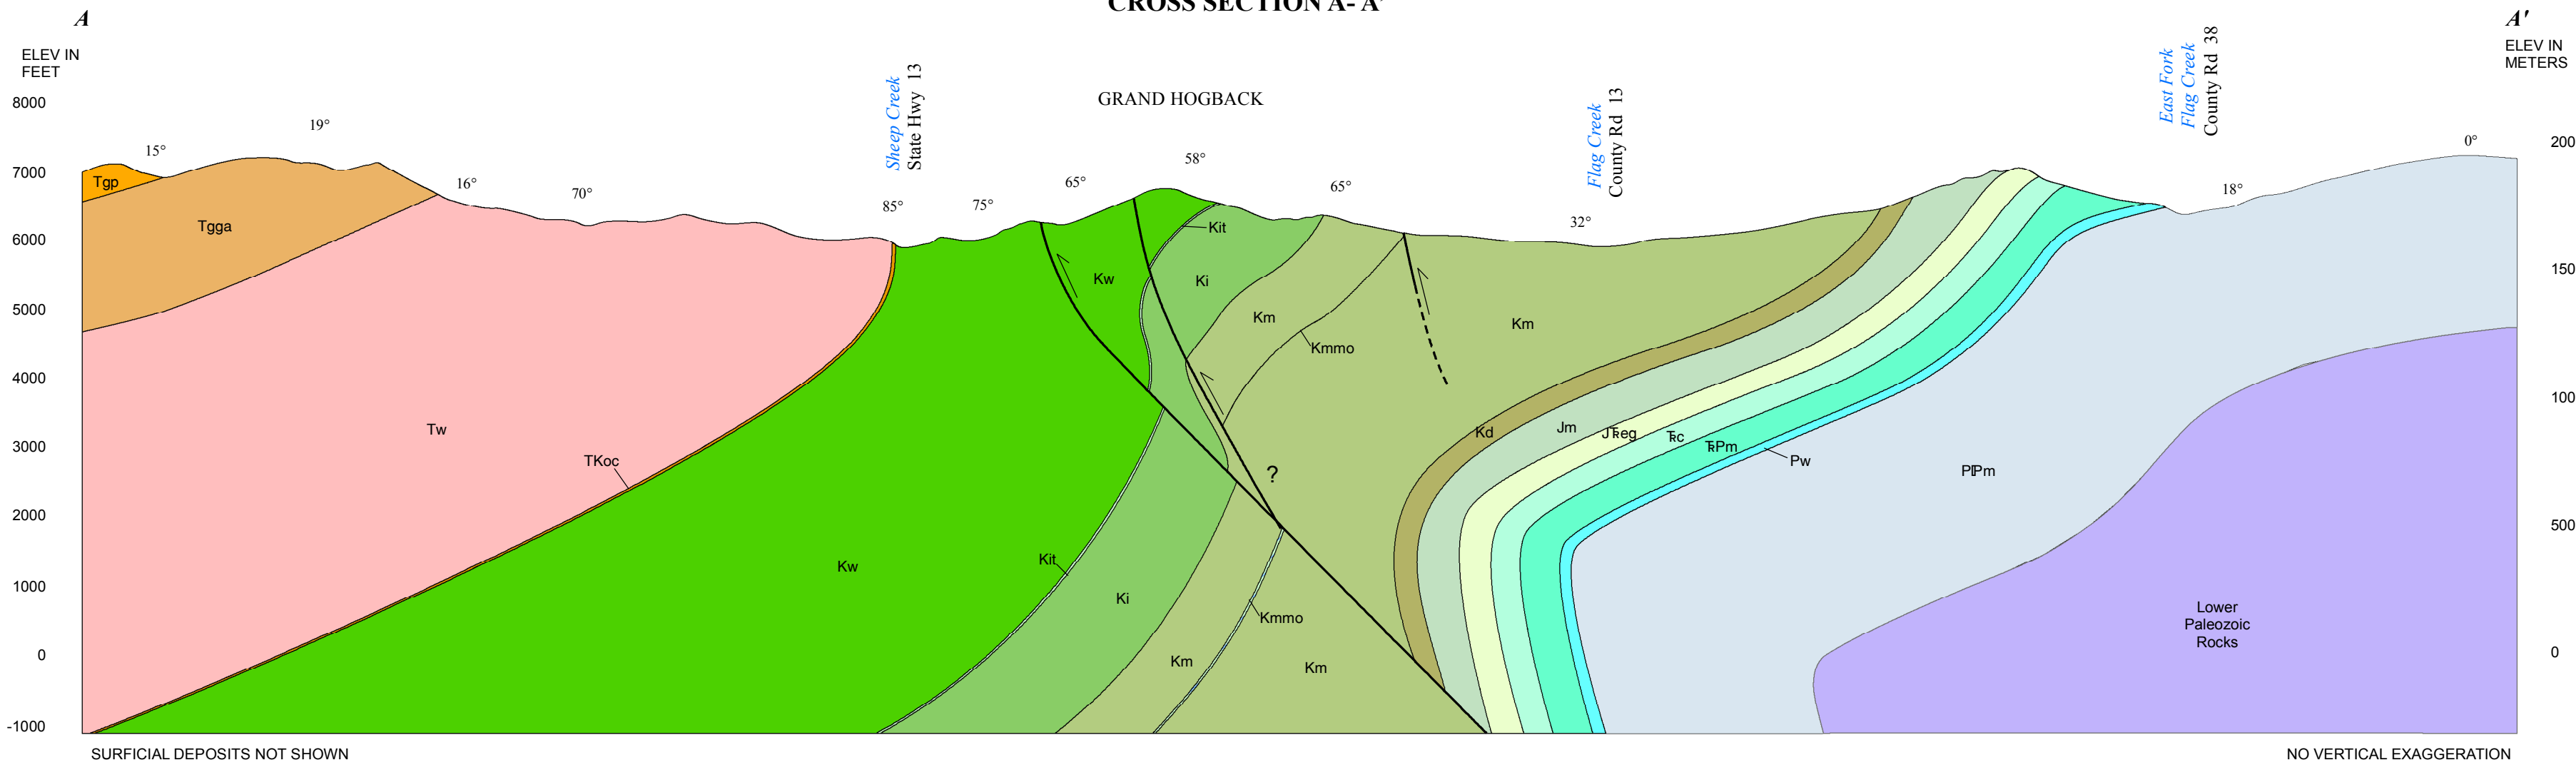 CROSS SECTION A- A'
A
A'
ELEV IN
FEET
ELEV IN
METERS
8000
7000
6000
5000
4000
3000
2000
1000
0
-1000
200
150
100
500
0
Sheep Creek
State Hwy 13
GRAND HOGBACK
Flag Creek
County Rd 13
East Fork
Flag Creek
County Rd 38
15°
19°
16°
70°
85°
75°
65°
58°
65°
32°
18°
0°
Tgp
Tgga
Tw
TKoc
Kw
Kw
Kit
Kit
Ki
Ki
Km
Kmmo
Km
?
Kmmo
Km
Km
Kd
Jm
JTReg
TRc
TRPm
Pw
PIPm
Lower
Paleozoic
Rocks
SURFICIAL DEPOSITS NOT SHOWN
NO VERTICAL EXAGGERATION